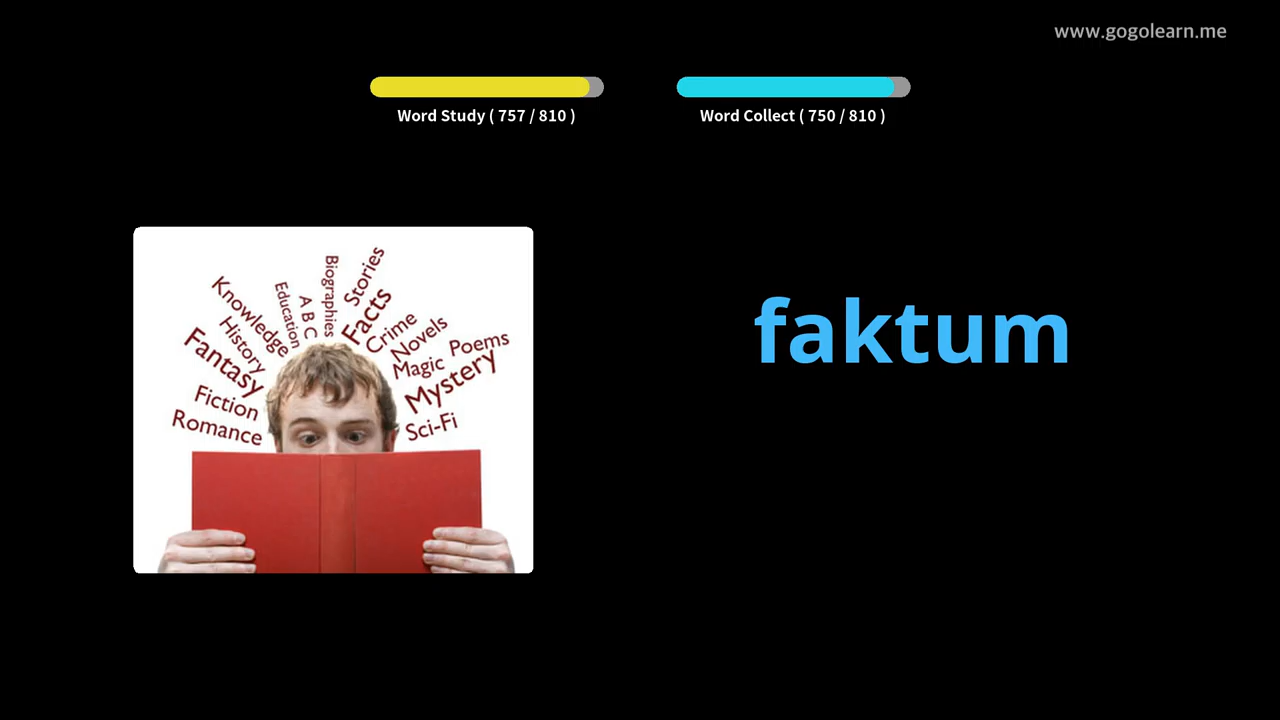 www.gogolearn.me
Word Study ( 757 / 810 )
Word Collect ( 750 / 810 )
Biographies
Stories
Education
A B C
Facts
Knowledge
Crime
History
Novels
Poems
Fantasy
Magic
Mystery
Fiction
Sci-Fi
Romance
faktum